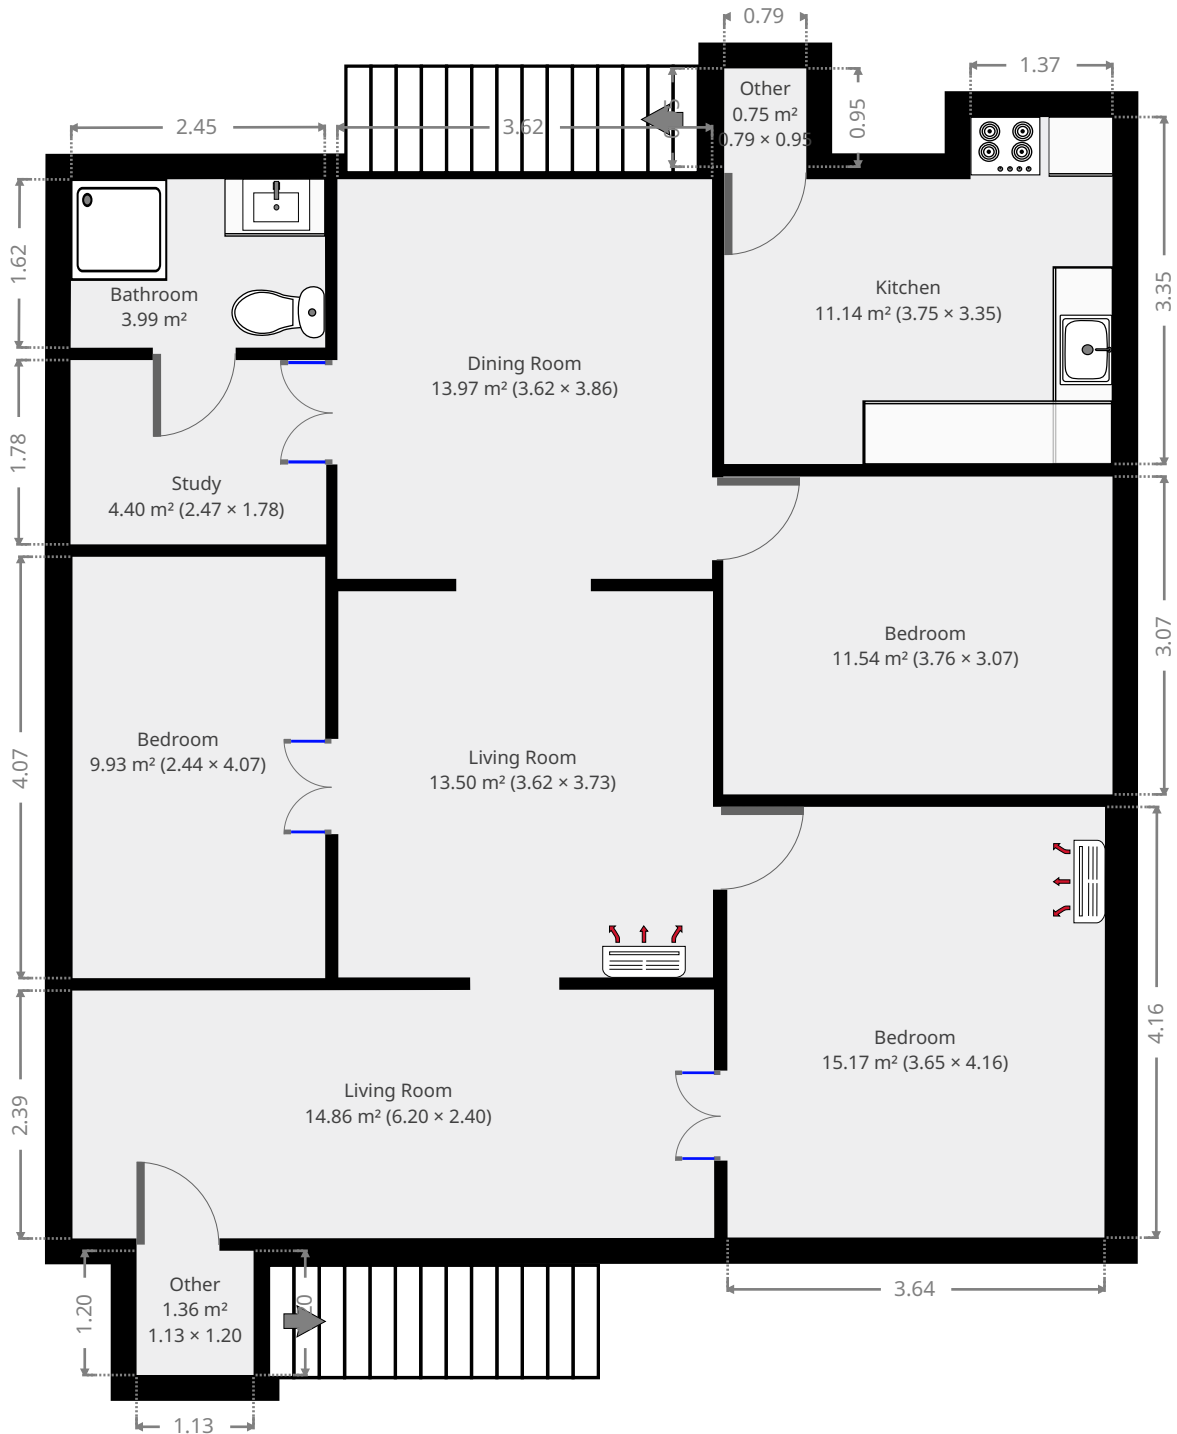 0.79
1.37
Other
0.75 m²
0.79 × 0.95
0.95
2.45
3.62
1.62
Bathroom
3.99 m²
Kitchen
11.14 m² (3.75 × 3.35)
3.35
Dining Room
13.97 m² (3.62 × 3.86)
1.78
Study
4.40 m² (2.47 × 1.78)
Bedroom
11.54 m² (3.76 × 3.07)
3.07
Bedroom
9.93 m² (2.44 × 4.07)
4.07
Living Room
13.50 m² (3.62 × 3.73)
Bedroom
15.17 m² (3.65 × 4.16)
4.16
Living Room
14.86 m² (6.20 × 2.40)
2.39
Other
1.36 m²
1.13 × 1.20
1.20
3.64
1.13